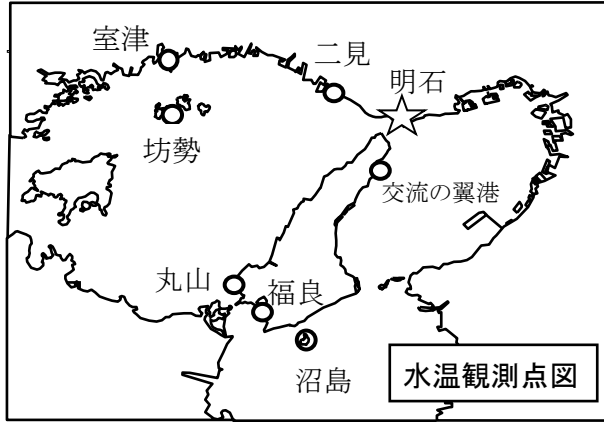 室津
二見
明石
坊勢
交流の翼港
丸山
福良
沼島
水温観測点図